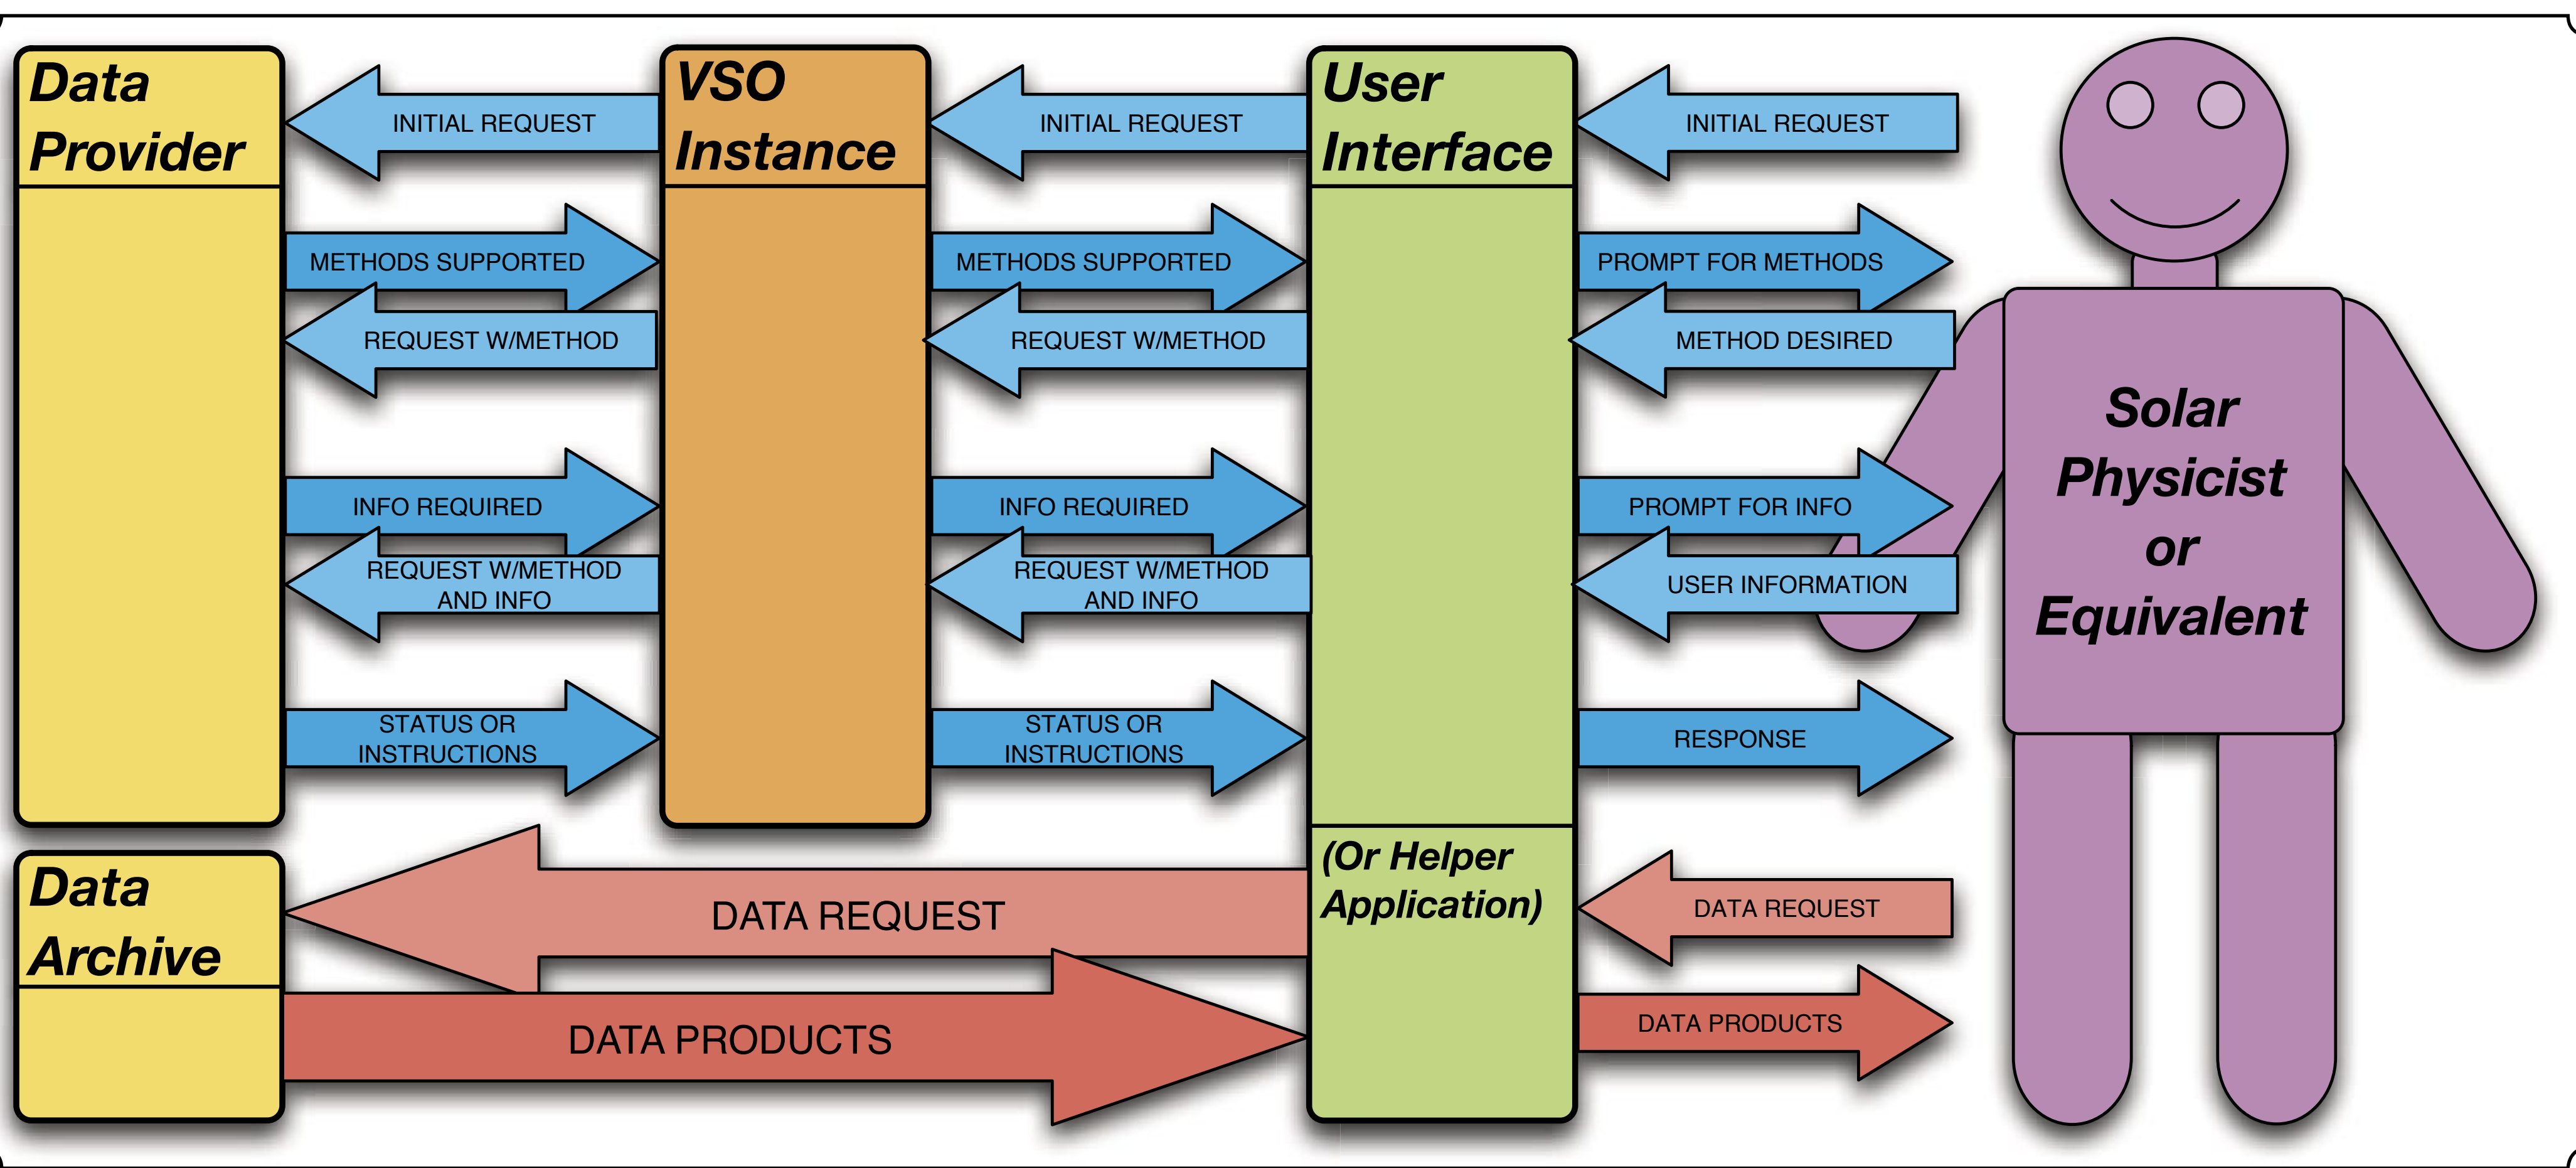 Data
Provider
VSO
Instance
User
Interface
INITIAL REQUEST
INITIAL REQUEST
INITIAL REQUEST
METHODS SUPPORTED
METHODS SUPPORTED
PROMPT FOR METHODS
REQUEST W/METHOD
REQUEST W/METHOD
METHOD DESIRED
INFO REQUIRED
INFO REQUIRED
PROMPT FOR INFO
REQUEST W/METHOD
AND INFO
REQUEST W/METHOD
AND INFO
USER INFORMATION
STATUS OR
INSTRUCTIONS
STATUS OR
INSTRUCTIONS
RESPONSE
Solar
Physicist
or
Equivalent
Data
Archive
(Or Helper
Application)
DATA REQUEST
DATA REQUEST
DATA PRODUCTS
DATA PRODUCTS